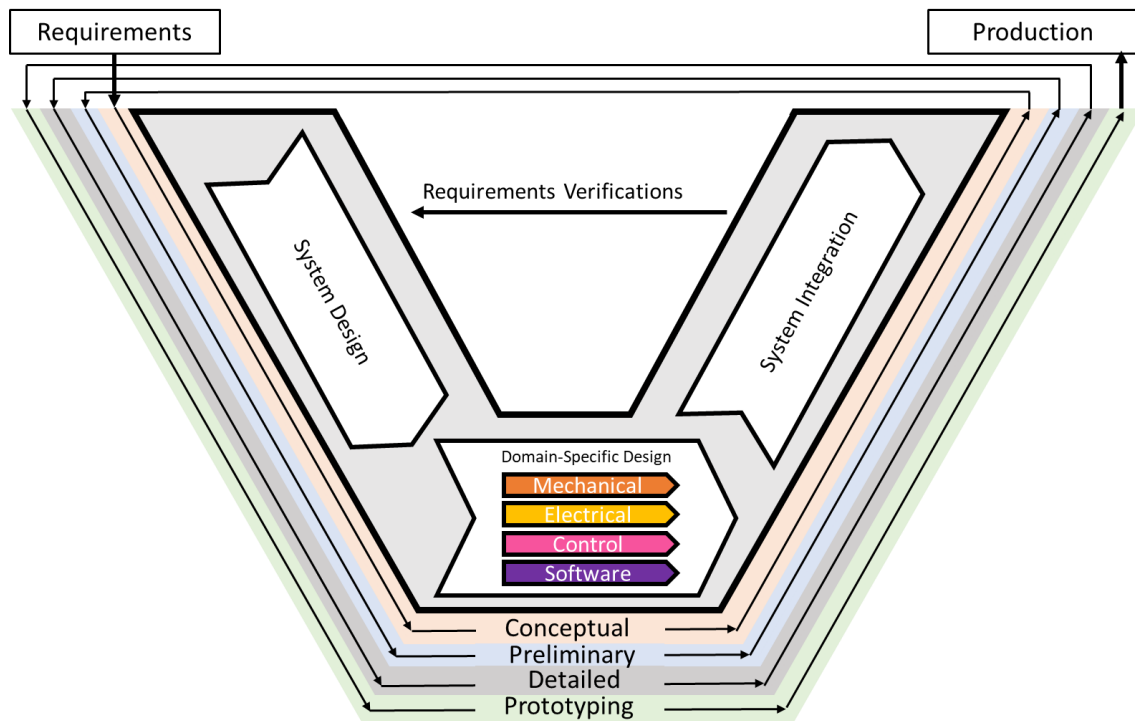 Requirements
Production
Requirements Verifications
System Design
System Integration
Domain-Specific Design
Mechanical
Electrical
Control
Software
Conceptual
Preliminary
Detailed
Prototyping